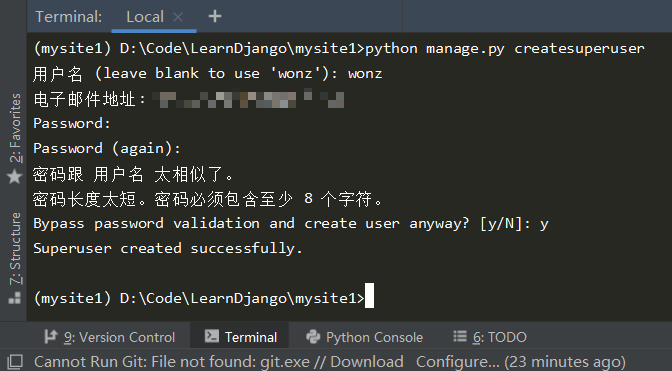 Terminal: Local
(mysite1) D:\Code\LearnDjango\mysite1>python manage.py createsuperuser
用户名 (leave blank to use 'wonz'): wonz
电子邮件地址:
Password:
Password (again):
密码跟 用户名 太相似了。
密码长度太短。密码必须包含至少 8 个字符。
Bypass password validation and create user anyway? [y/N]: y
Superuser created successfully.
(mysite1) D:\Code\LearnDjango\mysite1>
2: Favorites
7: Structure
9: Version Control Terminal Python Console 6: TODO
Cannot Run Git: File not found: git.exe // Download Configure... (23 minutes ago)